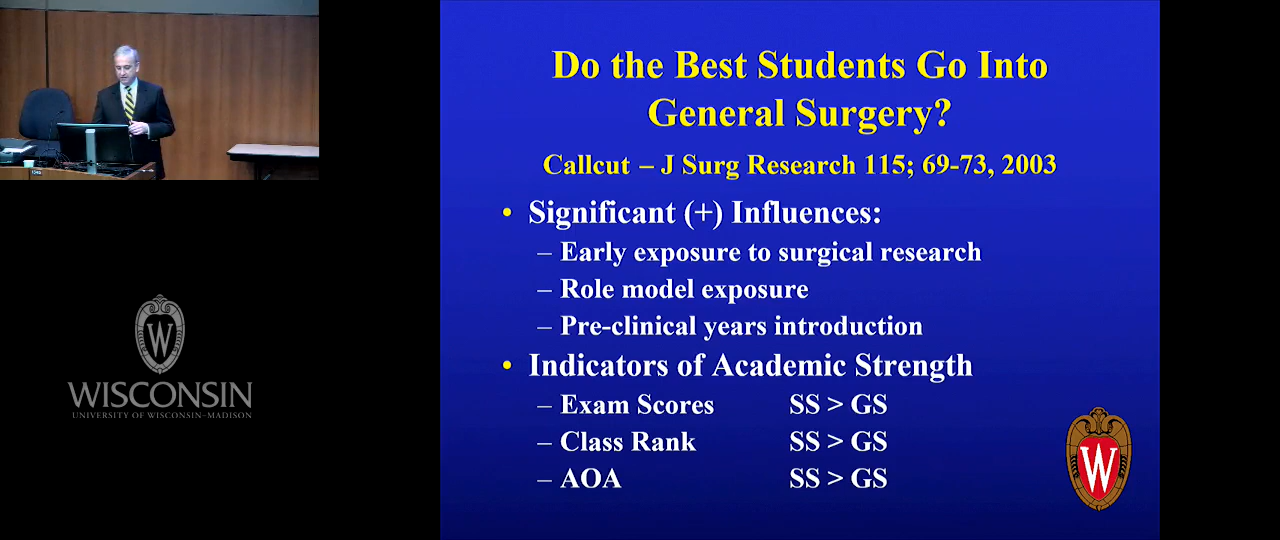 Do the Best Students Go Into
General Surgery?
Callcut – J Surg Research 115; 69-73, 2003
• Significant (+) Influences:
– Early exposure to surgical research
– Role model exposure
– Pre-clinical years introduction
• Indicators of Academic Strength
– Exam Scores SS > GS
– Class Rank SS > GS
– AOA SS > GS
W
W
WISCONSIN
UNIVERSITY OF WISCONSIN–MADISON